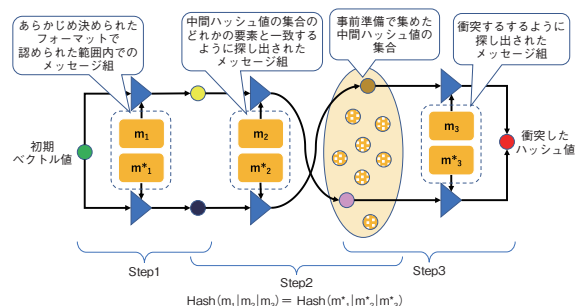 あらかじめ決められた
フォーマットで
認められた範囲内での
メッセージ組
中間ハッシュ値の集合の
どれかの要素と一致する
ように探し出された
メッセージ組
事前準備で集めた
中間ハッシュ値の
集合
衝突するするように
探し出された
メッセージ組
初期
ベクトル値
m₁
m*₁
m₂
m*₂
m₃
m*₃
衝突した
ハッシュ値
Step1
Step2
Step3
Hash(m₁|m₂|m₃) = Hash(m*₁|m*₂|m*₃)